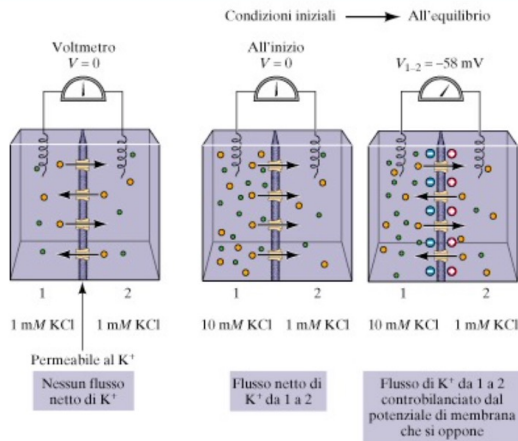 Condizioni iniziali
All'equilibrio
Voltmetro
V = 0
All'inizio
V = 0
V1–2 = –58 mV
1
2
1 mM KCl
1 mM KCl
Permeabile al K+
Nessun flusso
netto di K+
1
2
10 mM KCl
1 mM KCl
Flusso netto di
K+ da 1 a 2
1
2
10 mM KCl
1 mM KCl
Flusso di K+ da 1 a 2
controbilanciato dal
potenziale di membrana
che si oppone